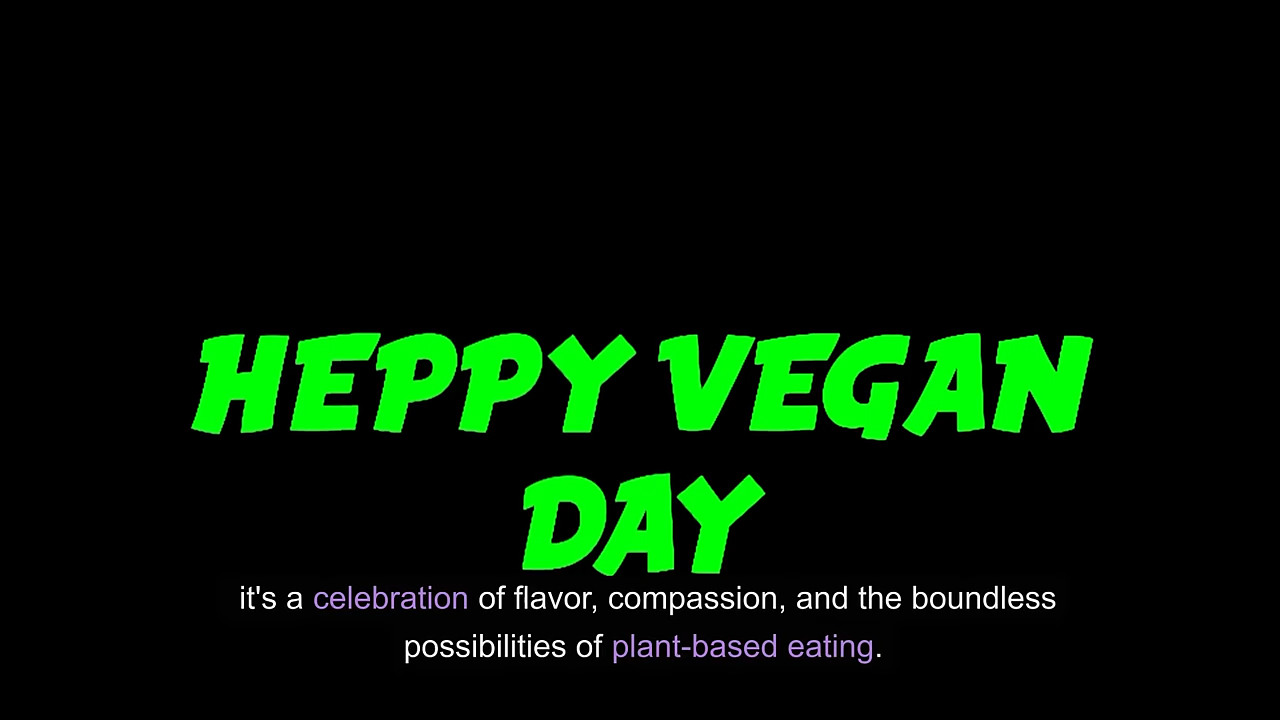 HEPPY VEGAN
DAY
it's a celebration of flavor, compassion, and the boundless
possibilities of plant-based eating.